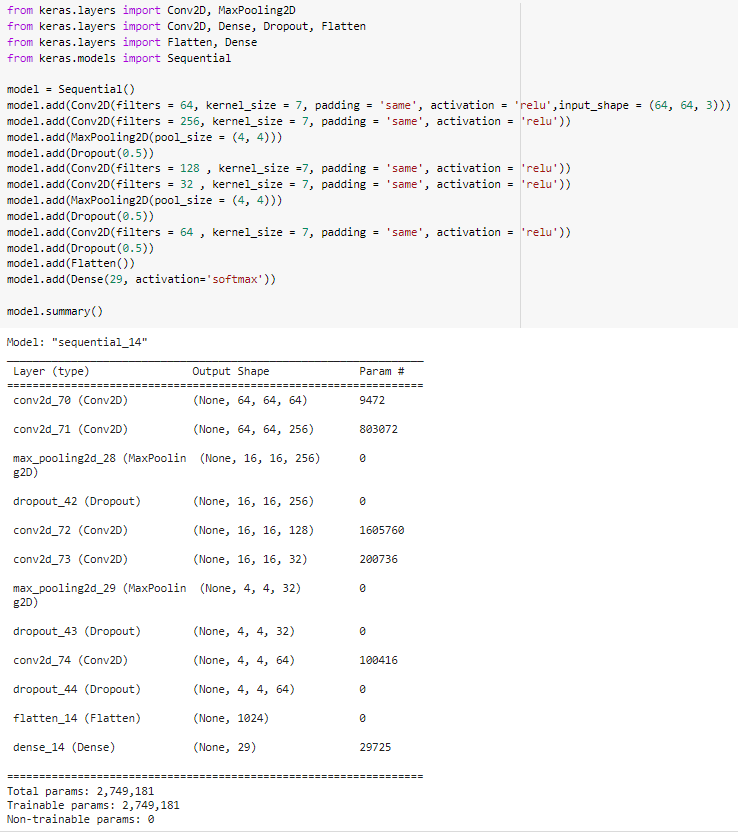 from keras.layers import Conv2D, MaxPooling2D
from keras.layers import Conv2D, Dense, Dropout, Flatten
from keras.layers import Flatten, Dense
from keras.models import Sequential

model = Sequential()
model.add(Conv2D(filters = 64, kernel_size = 7, padding = 'same', activation = 'relu',input_shape = (64, 64, 3)))
model.add(Conv2D(filters = 256, kernel_size = 7, padding = 'same', activation = 'relu'))
model.add(MaxPooling2D(pool_size = (4, 4)))
model.add(Dropout(0.5))
model.add(Conv2D(filters = 128 , kernel_size =7, padding = 'same', activation = 'relu'))
model.add(Conv2D(filters = 32 , kernel_size = 7, padding = 'same', activation = 'relu'))
model.add(MaxPooling2D(pool_size = (4, 4)))
model.add(Dropout(0.5))
model.add(Conv2D(filters = 64 , kernel_size = 7, padding = 'same', activation = 'relu'))
model.add(Dropout(0.5))
model.add(Flatten())
model.add(Dense(29, activation='softmax'))

model.summary()

Model: "sequential_14"
_________________________________________________________________
Layer (type) Output Shape Param #
=================================================================
conv2d_70 (Conv2D) (None, 64, 64, 64) 9472
conv2d_71 (Conv2D) (None, 64, 64, 256) 803072
max_pooling2d_28 (MaxPoolin (None, 16, 16, 256) 0
g2D)
dropout_42 (Dropout) (None, 16, 16, 256) 0
conv2d_72 (Conv2D) (None, 16, 16, 128) 1605760
conv2d_73 (Conv2D) (None, 16, 16, 32) 200736
max_pooling2d_29 (MaxPoolin (None, 4, 4, 32) 0
g2D)
dropout_43 (Dropout) (None, 4, 4, 32) 0
conv2d_74 (Conv2D) (None, 4, 4, 64) 100416
dropout_44 (Dropout) (None, 4, 4, 64) 0
flatten_14 (Flatten) (None, 1024) 0
dense_14 (Dense) (None, 29) 29725
=================================================================
Total params: 2,749,181
Trainable params: 2,749,181
Non-trainable params: 0